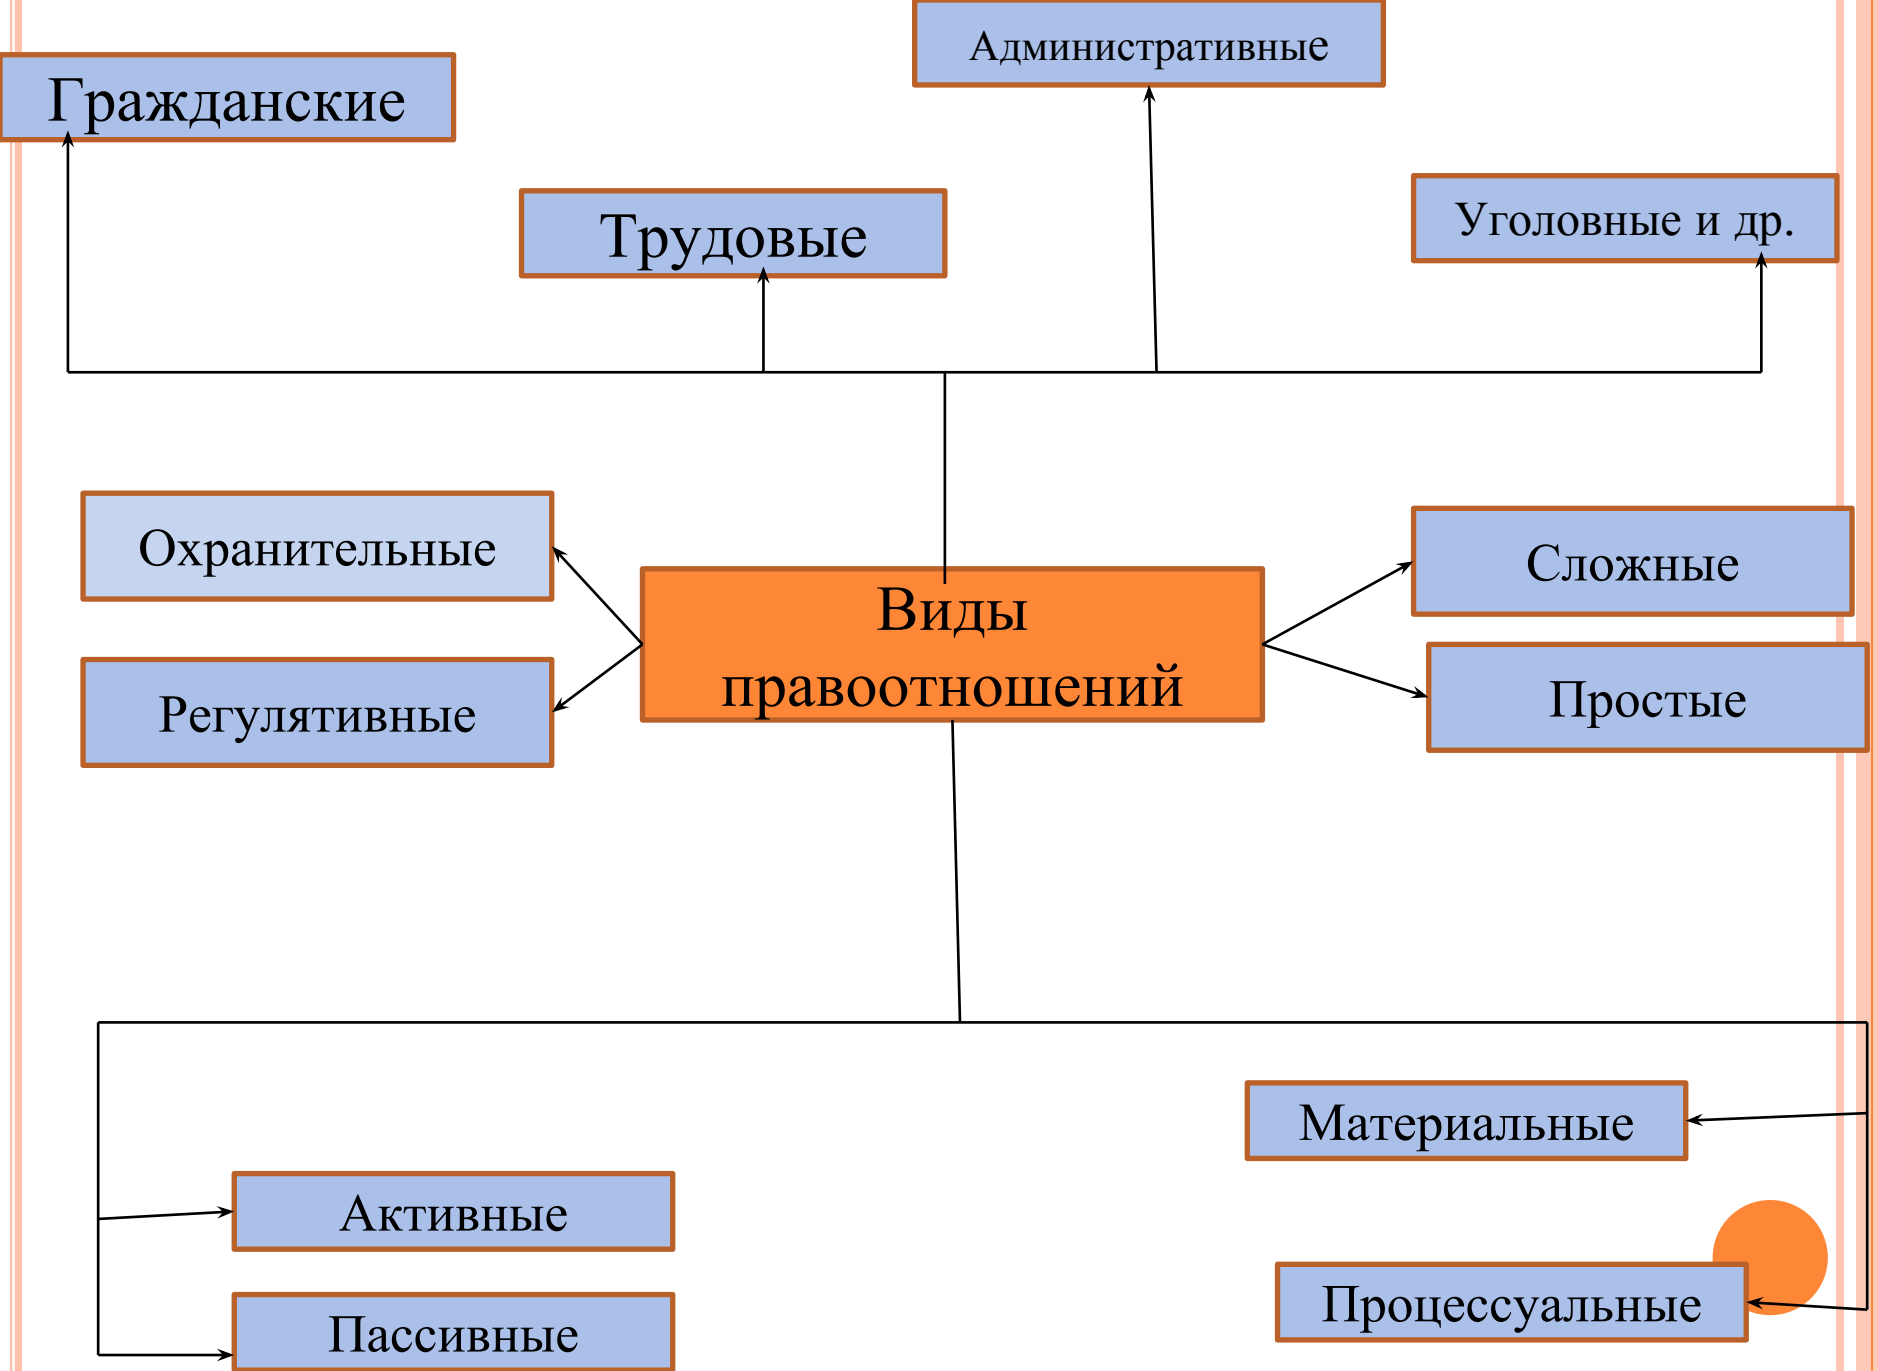 Административные
Гражданские
Трудовые
Уголовные и др.
Охранительные
Регулятивные
Виды
правоотношений
Сложные
Простые
Материальные
Активные
Процессуальные
Пассивные